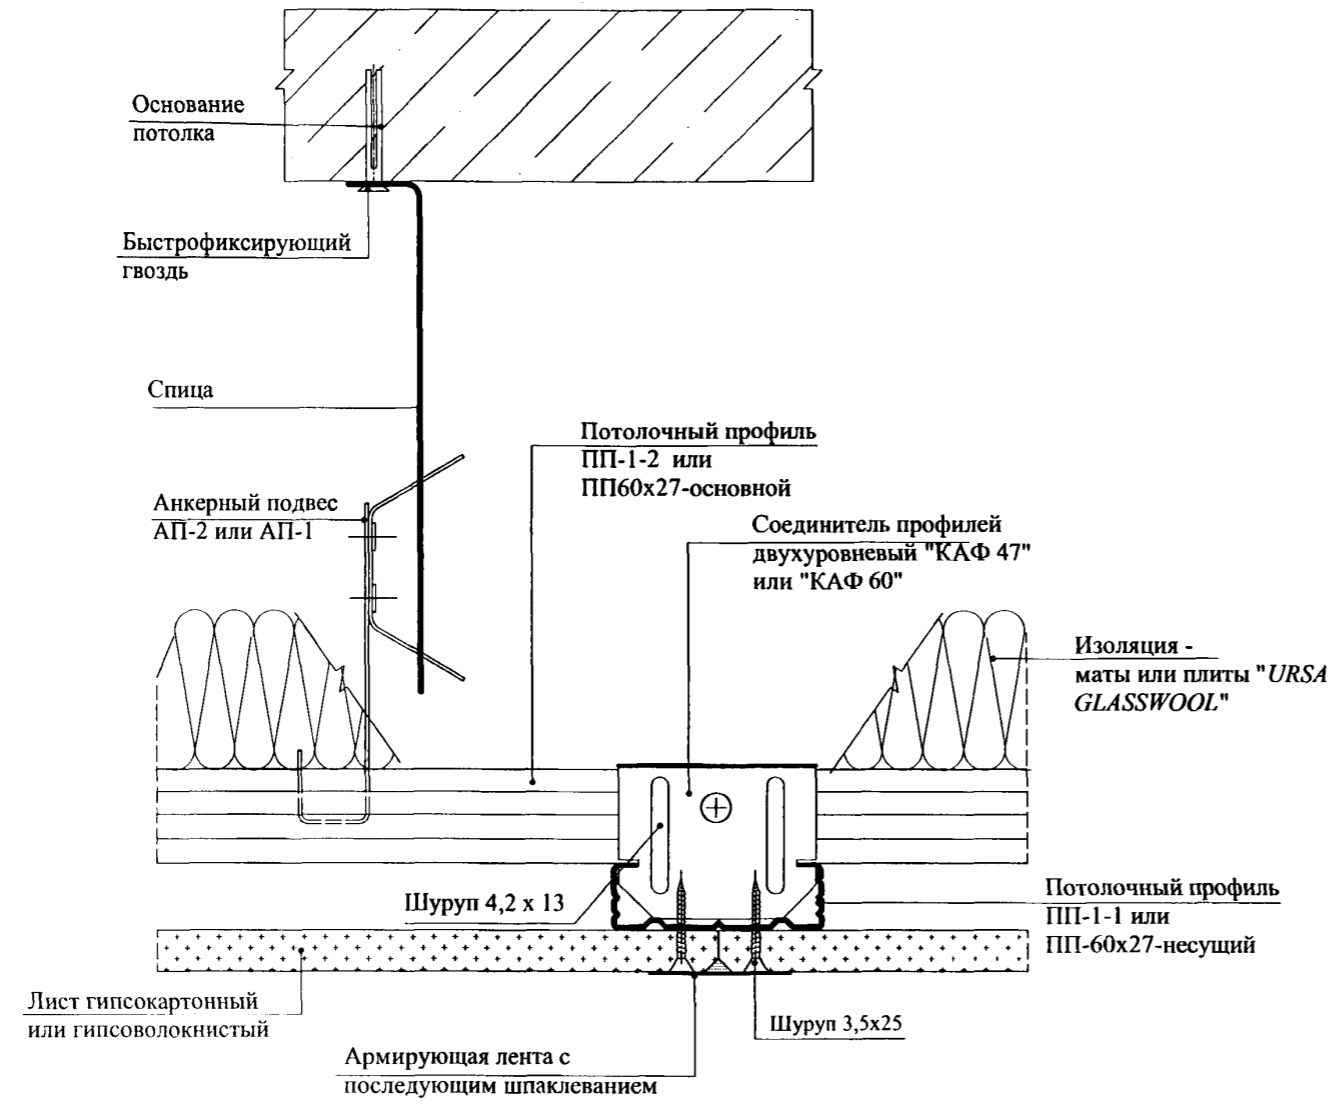 Основание
потолка
Быстрофиксирующий
гвоздь
Спица
Потолочный профиль
ПП-1-2 или
ПП60х27-основной
Анкерный подвес
АП-2 или АП-1
Соединитель профилей
двухуровневый "КАФ 47"
или "КАФ 60"
Изоляция -
маты или плиты "URSA
GLASSWOOL"
Шуруп 4,2 х 13
Потолочный профиль
ПП-1-1 или
ПП-60х27-несущий
Лист гипсокартонный
или гипсоволокнистый
Шуруп 3,5х25
Армирующая лента с
последующим шпаклеванием